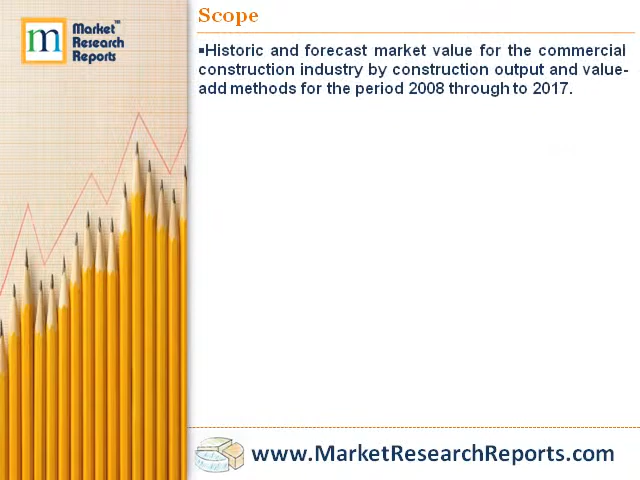 Scope
m
Market™
Research
Reports
▪Historic and forecast market value for the commercial
construction industry by construction output and value-
add methods for the period 2008 through to 2017.
www.MarketResearchReports.com